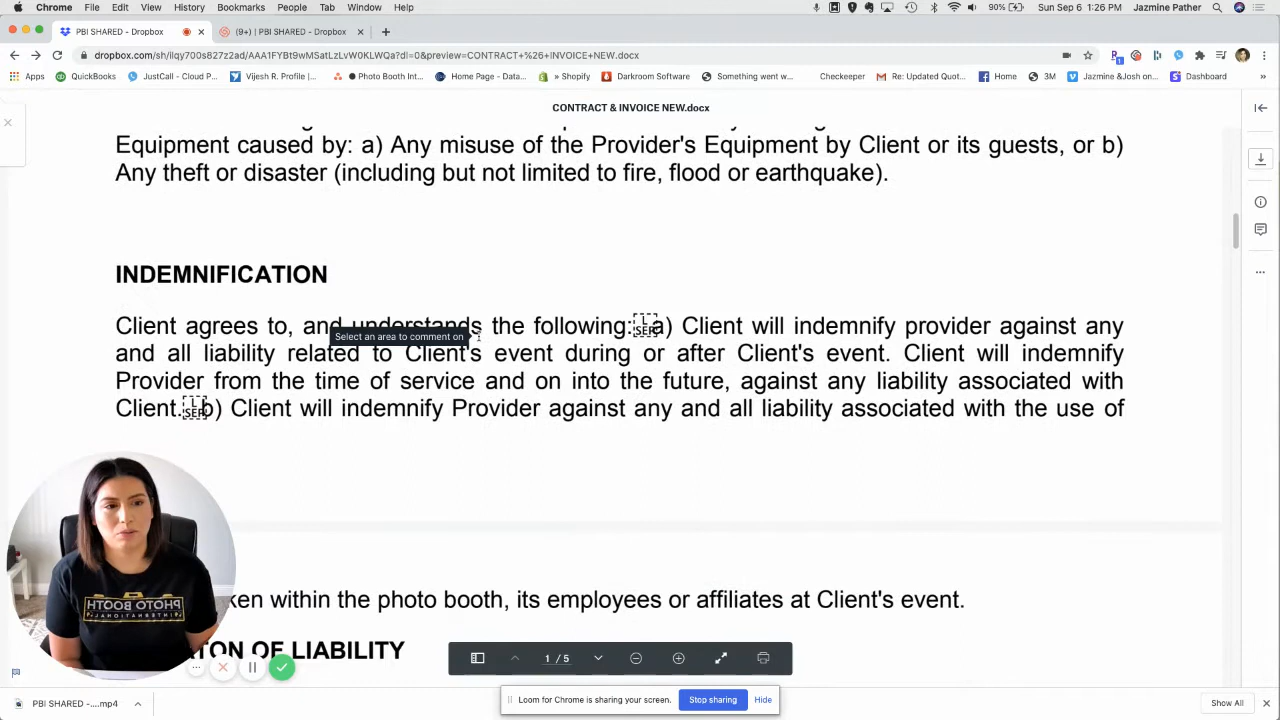 Chrome File Edit View History Bookmarks People Tab Window Help 90% Sun Sep 6 1:26 PM Jazmine Pather
PBI SHARED - Dropbox (9+) | PBI SHARED - Dropbox
dropbox.com/sh/ilqy700s827z2ad/AAA1FYBt9wMSatLzLvW0KLWQa?dl=0&preview=CONTRACT+%26+INVOICE+NEW.docx
Apps QuickBooks JustCall - Cloud P... Vijesh R. Profile |... Photo Booth Int... Home Page - Data... » Shopify Darkroom Software Something went w... Checkeeper Re: Updated Quot... Home 3M Jazmine &Josh on... Dashboard »
CONTRACT & INVOICE NEW.docx
Equipment caused by: a) Any misuse of the Provider's Equipment by Client or its guests, or b)
Any theft or disaster (including but not limited to fire, flood or earthquake).
INDEMNIFICATION
Client agrees to, and understands the following: L SEP a) Client will indemnify provider against any
Select an area to comment on
and all liability related to Client's event during or after Client's event. Client will indemnify
Provider from the time of service and on into the future, against any liability associated with
Client. L SEP b) Client will indemnify Provider against any and all liability associated with the use of
PHOTO BOOTH
INTERNATIONAL
ken within the photo booth, its employees or affiliates at Client's event.
TON OF LIABILITY
1 / 5
Loom for Chrome is sharing your screen. Stop sharing Hide
PBI SHARED -....mp4 Show All